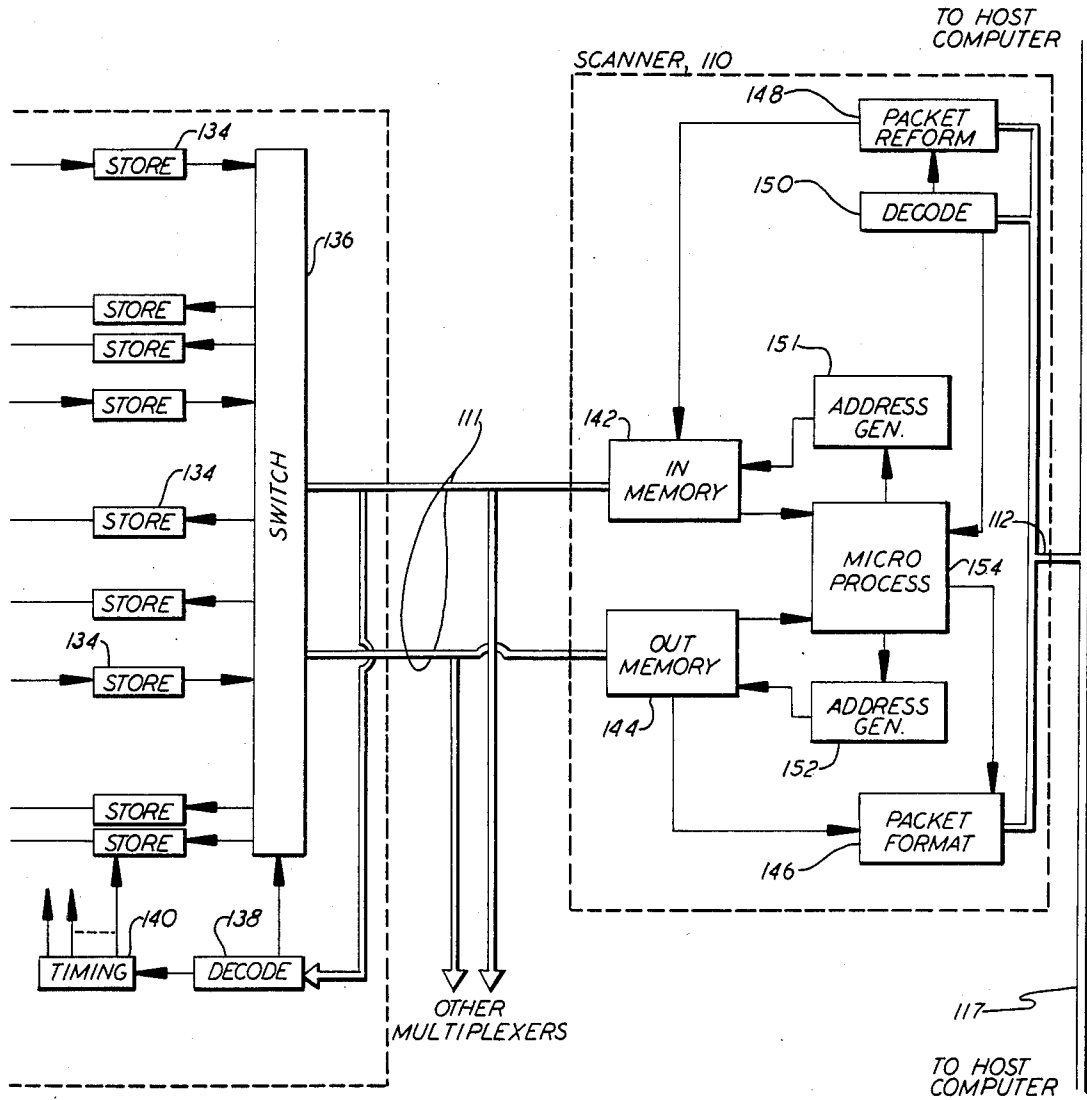 TO HOST
COMPUTER
SCANNER, 110
134
STORE
148
PACKET
REFORM
150
DECODE
136
STORE
STORE
STORE
151
ADDRESS
GEN.
111
142
IN
MEMORY
SWITCH
134
STORE
112
MICRO
PROCESS
154
STORE
134
STORE
OUT
MEMORY
144
ADDRESS
GEN.
152
STORE
STORE
PACKET
FORMAT
146
140
138
TIMING
DECODE
OTHER
MULTIPLEXERS
117
TO HOST
COMPUTER